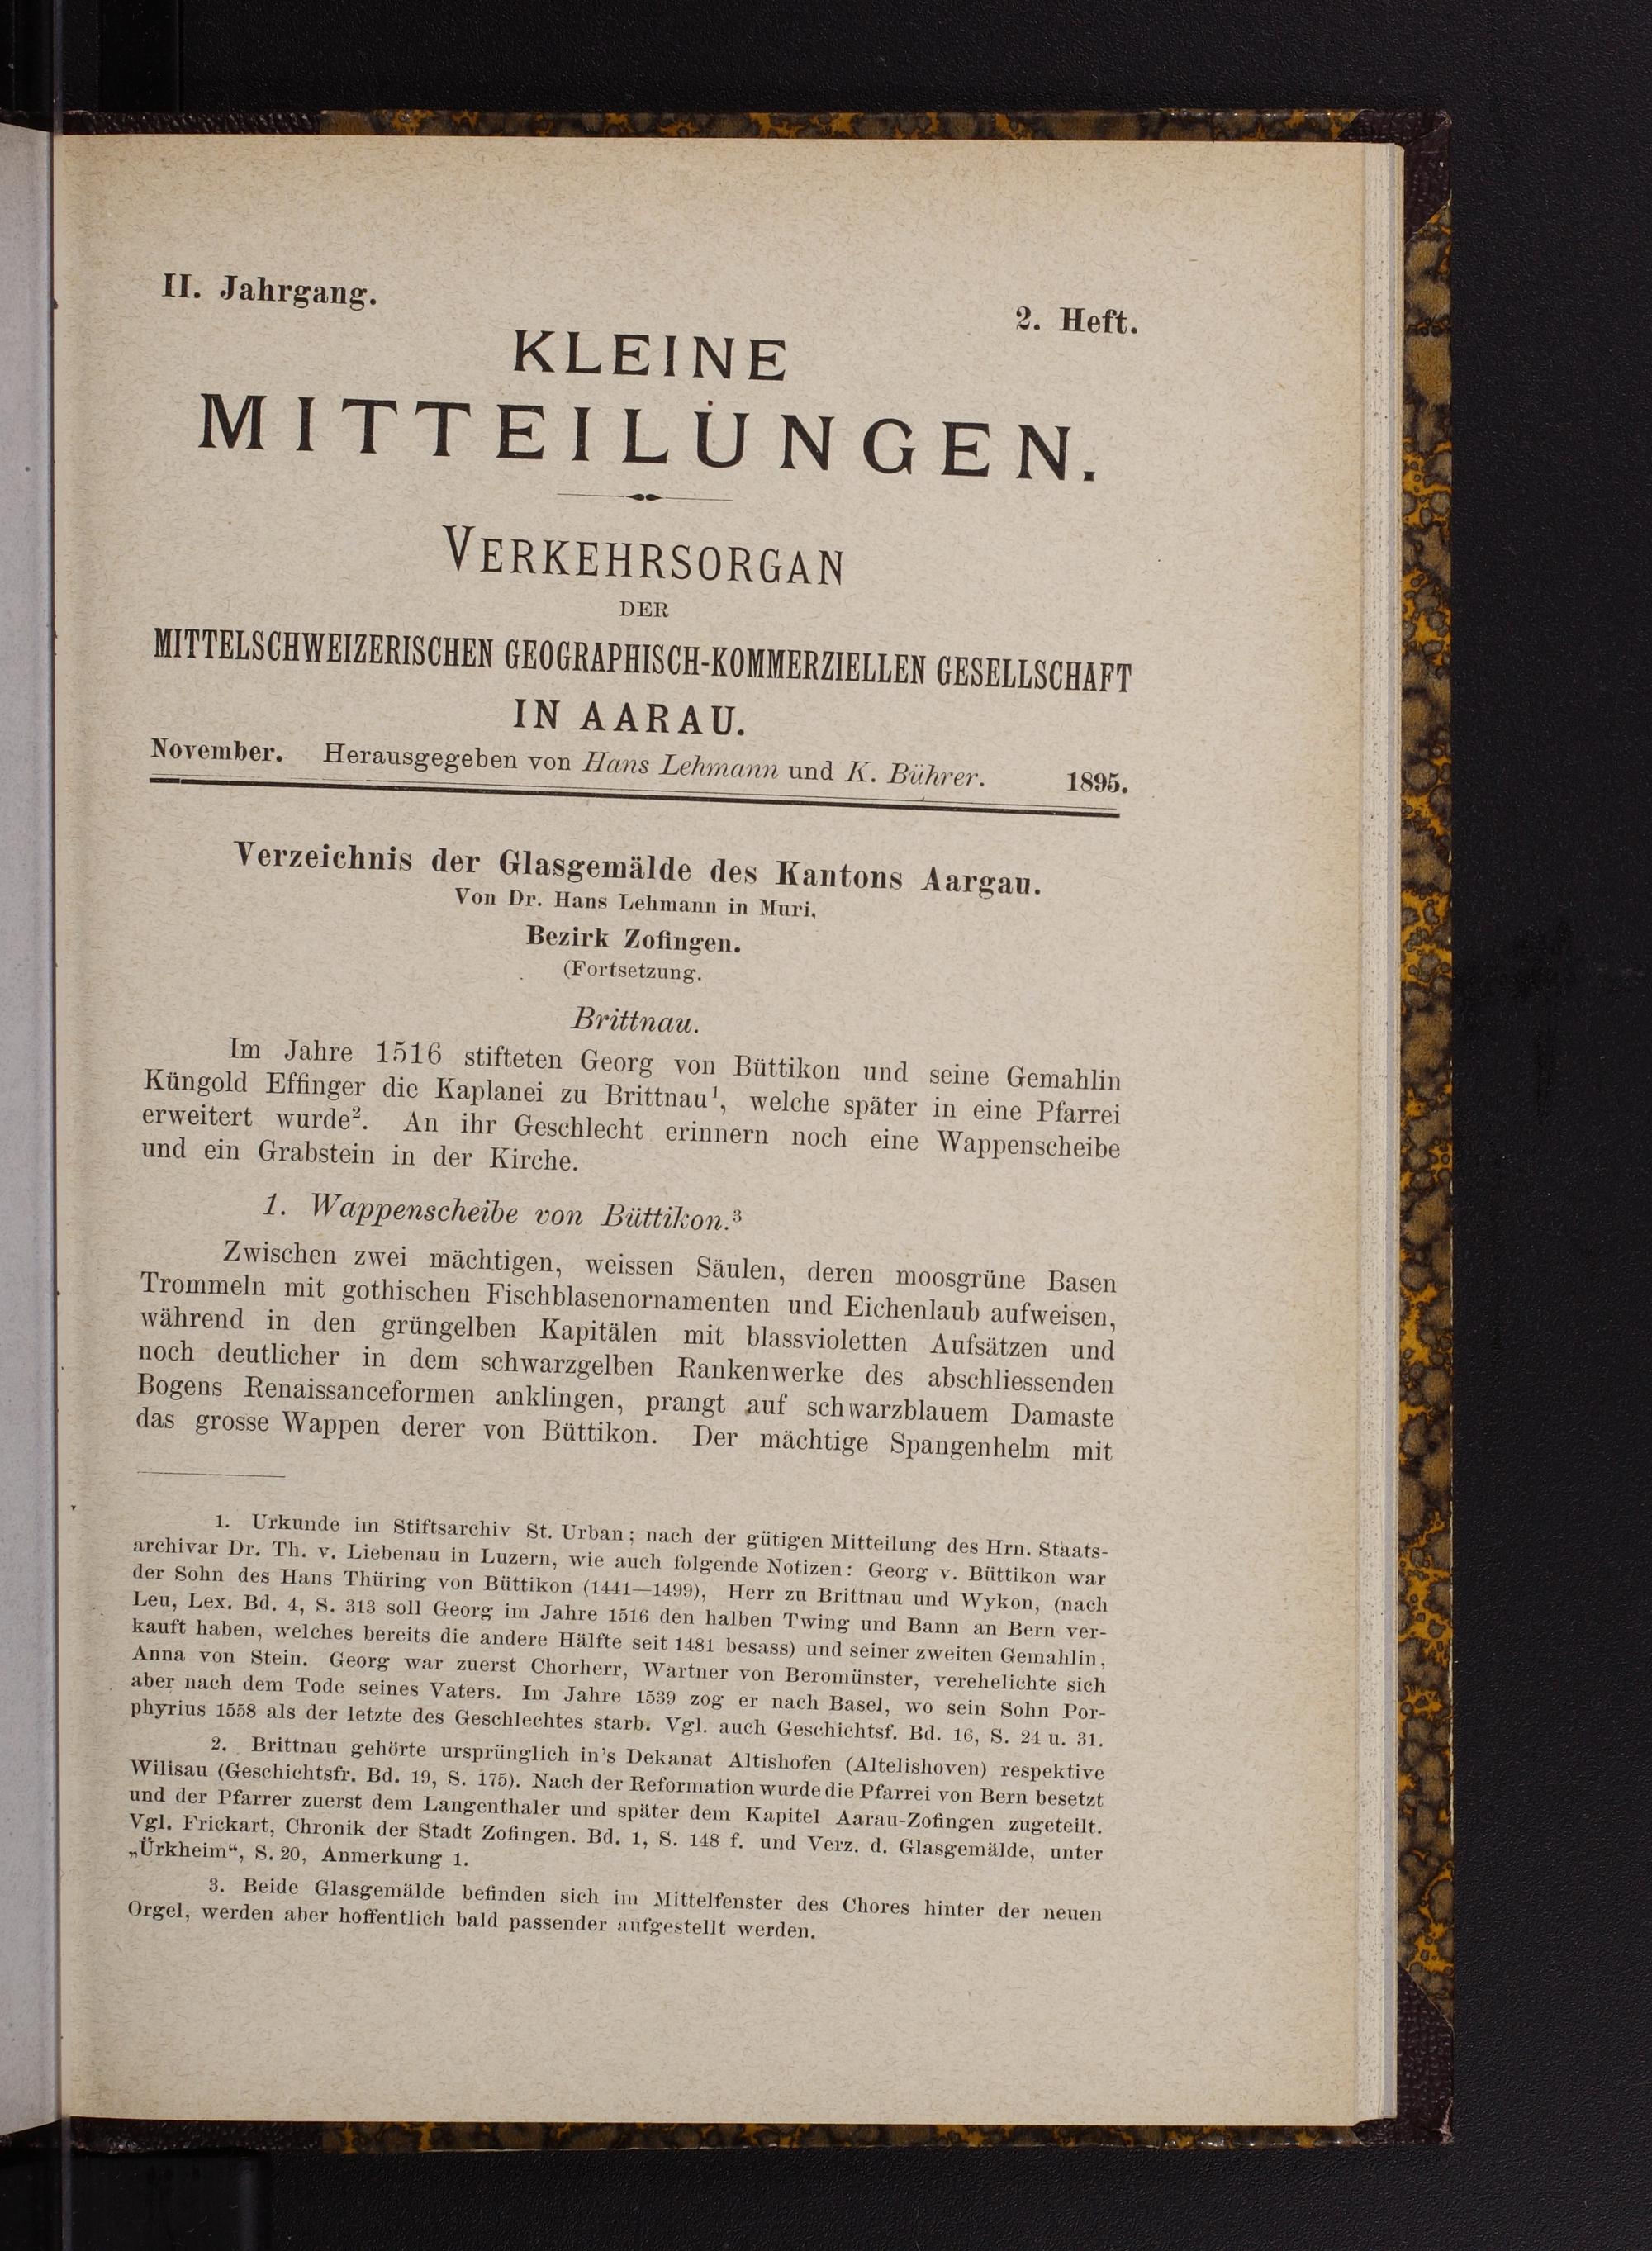 II. Jahrgang.
2. Heft.
KLEINE
MITTEILUNGEN.
VERKEHRSORGAN
DER
MITTELSCHWEIZERISCHEN GEOGRAPHISCH-KOMMERZIELLEN GESELLSCHAFT
IN AARAU.
November. Herausgegeben von Hans Lehmann und K. Bührer. 1895.
Verzeichnis der Glasgemälde des Kantons Aargau.
Von Dr. Hans Lehmann in Muri.
Bezirk Zofingen.
(Fortsetzung.
Brittnau.
Im Jahre 1516 stifteten Georg von Büttikon und seine Gemahlin
Küngold Effinger die Kaplanei zu Brittnau¹, welche später in eine Pfarrei
erweitert wurde². An ihr Geschlecht erinnern noch eine Wappenscheibe
und ein Grabstein in der Kirche.
1. Wappenscheibe von Büttikon.³
Zwischen zwei mächtigen, weissen Säulen, deren moosgrüne Basen
Trommeln mit gothischen Fischblasenornamenten und Eichenlaub aufweisen,
während in den grüngelben Kapitälen mit blassvioletten Aufsätzen und
noch deutlicher in dem schwarzgelben Rankenwerke des abschliessenden
Bogens Renaissanceformen anklingen, prangt auf schwarzblauem Damaste
das grosse Wappen derer von Büttikon. Der mächtige Spangenhelm mit
1. Urkunde im Stiftsarchiv St. Urban; nach der gütigen Mitteilung des Hrn. Staats-
archivar Dr. Th. v. Liebenau in Luzern, wie auch folgende Notizen: Georg v. Büttikon war
der Sohn des Hans Thüring von Büttikon (1441—1499), Herr zu Brittnau und Wykon, (nach
Leu, Lex. Bd. 4, S. 313 soll Georg im Jahre 1516 den halben Twing und Bann an Bern ver-
kauft haben, welches bereits die andere Hälfte seit 1481 besass) und seiner zweiten Gemahlin,
Anna von Stein. Georg war zuerst Chorherr, Wartner von Beromünster, verehelichte sich
aber nach dem Tode seines Vaters. Im Jahre 1539 zog er nach Basel, wo sein Sohn Por-
phyrius 1558 als der letzte des Geschlechtes starb. Vgl. auch Geschichtsf. Bd. 16, S. 24 u. 31.
2. Brittnau gehörte ursprünglich in's Dekanat Altishofen (Altelishoven) respektive
Wilisau (Geschichtsfr. Bd. 19, S. 175). Nach der Reformation wurde die Pfarrei von Bern besetzt
und der Pfarrer zuerst dem Langenthaler und später dem Kapitel Aarau-Zofingen zugeteilt.
Vgl. Frickart, Chronik der Stadt Zofingen. Bd. 1, S. 148 f. und Verz. d. Glasgemälde, unter
„Ürkheim“, S. 20, Anmerkung 1.
3. Beide Glasgemälde befinden sich im Mittelfenster des Chores hinter der neuen
Orgel, werden aber hoffentlich bald passender aufgestellt werden.